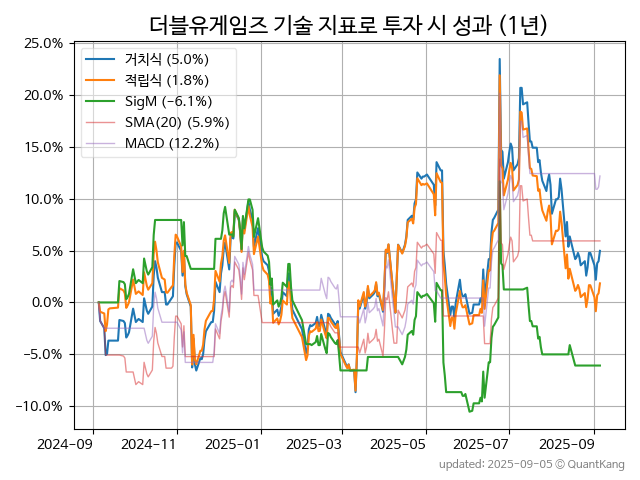 더블유게임즈 기술 지표로 투자 시 성과 (1년)
25.0%
20.0%
15.0%
10.0%
5.0%
0.0%
−5.0%
−10.0%
거치식 (5.0%)
적립식 (1.8%)
SigM (−6.1%)
SMA(20) (5.9%)
MACD (12.2%)
2024-09 2024-11 2025-01 2025-03 2025-05 2025-07 2025-09
updated: 2025-09-05 © QuantKang